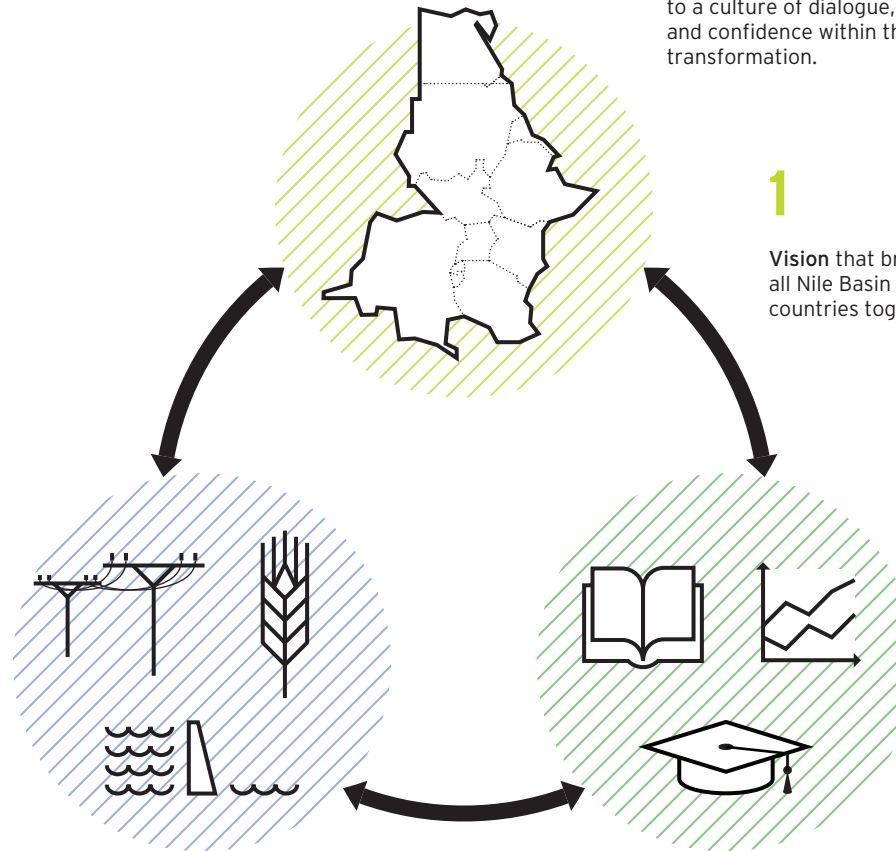 to a culture of dialogue,
and confidence within th
transformation.
1
Vision that br
all Nile Basin
countries tog